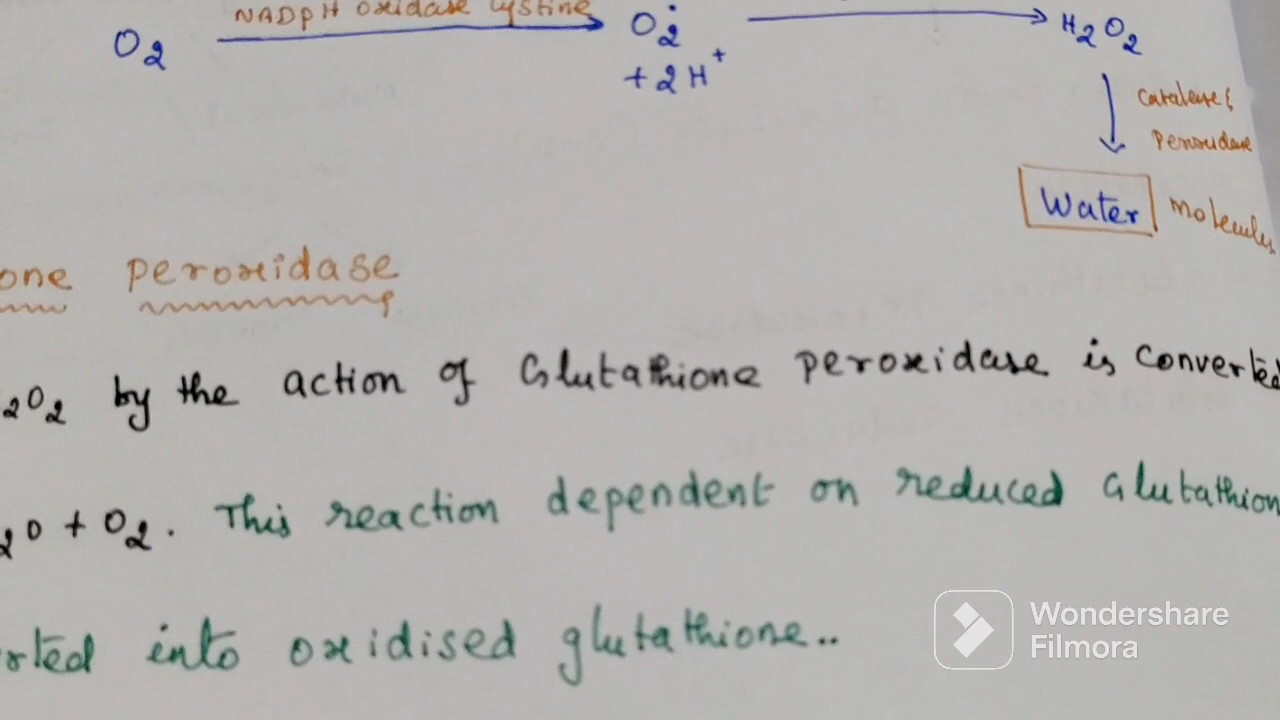 NADPH oxidase cystine
O2 O2• H2O2
+ 2H+
catalase &
peroxidase
Water molecules
one peroxidase
2O2 by the action of Glutathione peroxidase is converted
2O + O2. This reaction dependent on reduced Glutathion
rted into oxidised glutathione..
Wondershare
Filmora